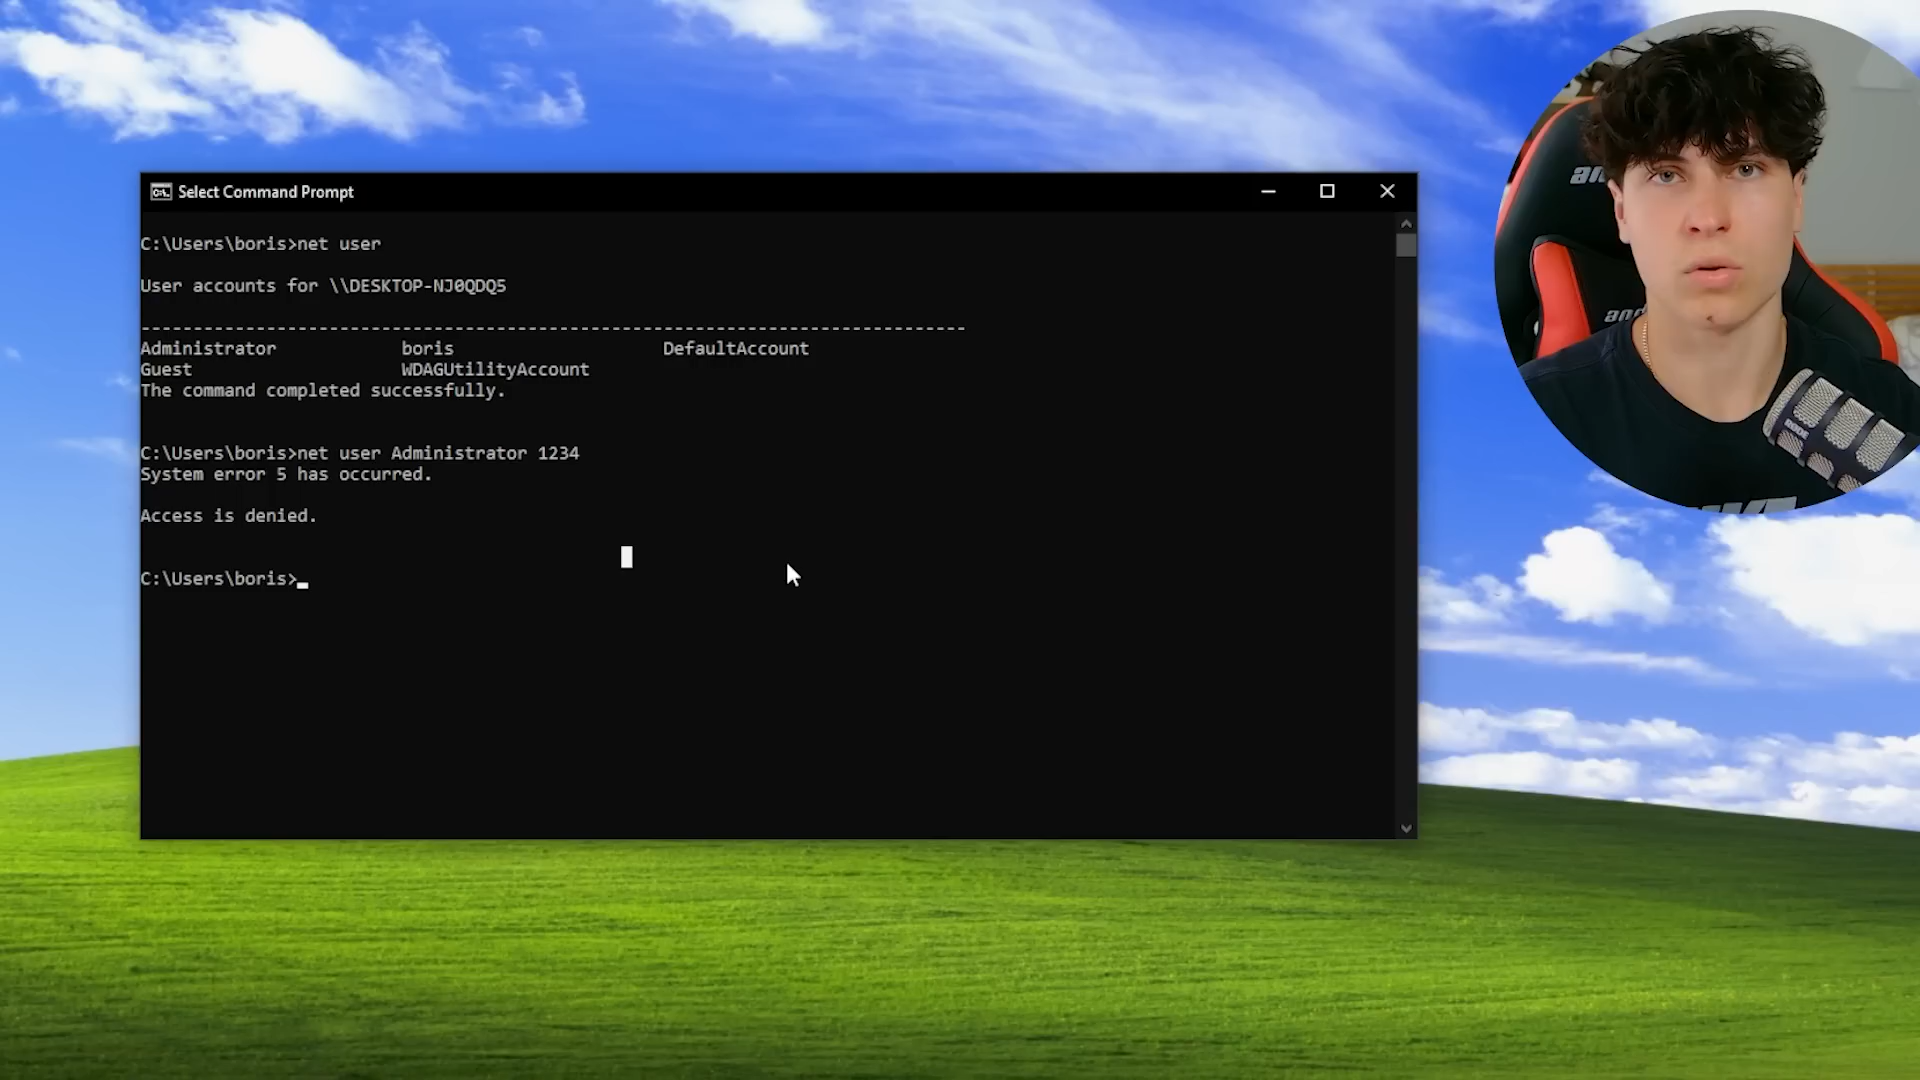 Select Command Prompt
C:\Users\boris>net user
User accounts for \\DESKTOP-NJ0QDQ5
-------------------------------------------------------------------------------
Administrator boris DefaultAccount
Guest WDAGUtilityAccount
The command completed successfully.
C:\Users\boris>net user Administrator 1234
System error 5 has occurred.
Access is denied.
C:\Users\boris>
RODE